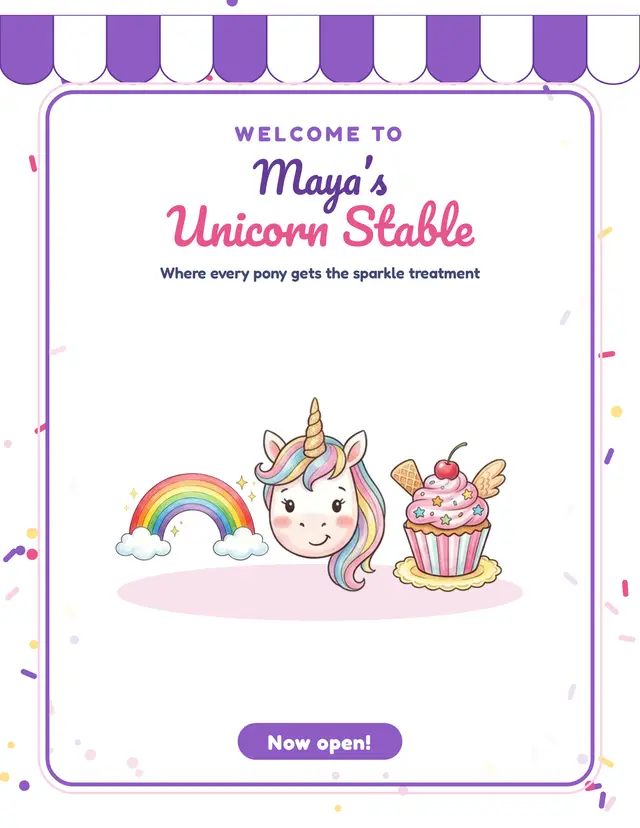 WELCOME TO
Maya's
Unicorn Stable
Where every pony gets the sparkle treatment
Now open!